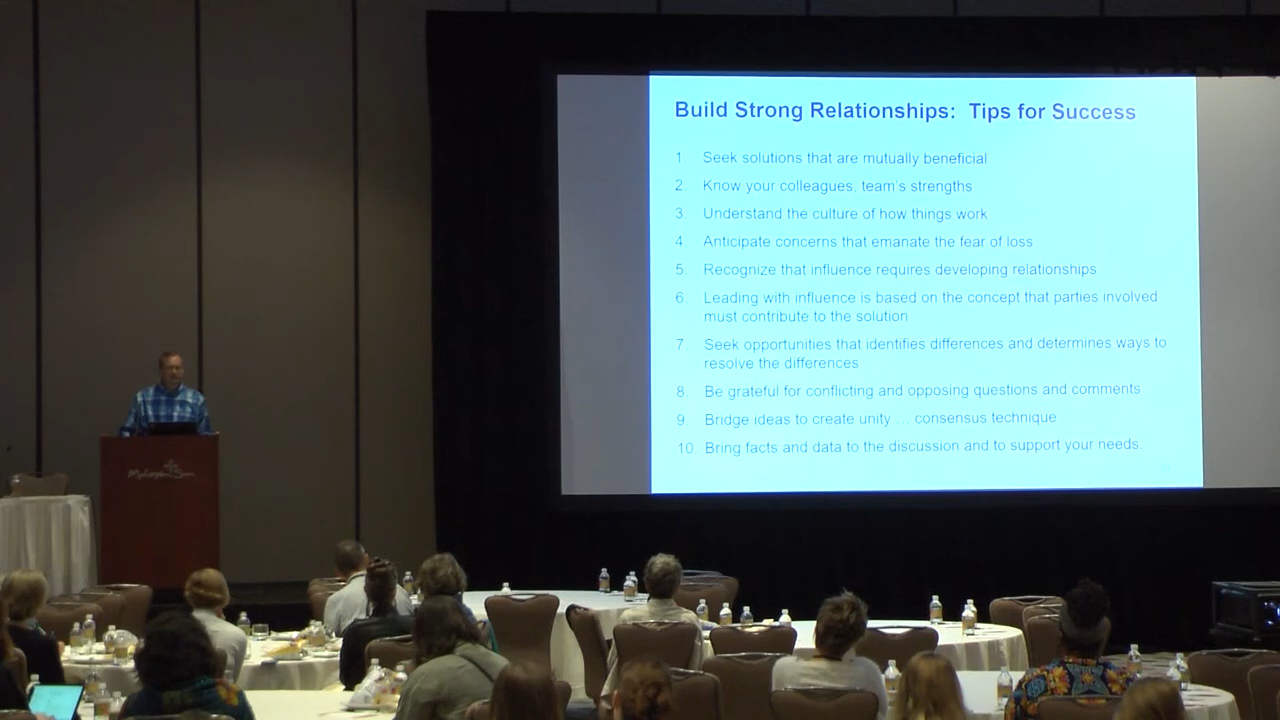 Build Strong Relationships: Tips for Success
1. Seek solutions that are mutually beneficial
2. Know your colleagues, team's strengths
3. Understand the culture of how things work
4. Anticipate concerns that emanate the fear of loss
5. Recognize that influence requires developing relationships
6. Leading with influence is based on the concept that parties involved
must contribute to the solution
7. Seek opportunities that identifies differences and determines ways to
resolve the differences
8. Be grateful for conflicting and opposing questions and comments
9. Bridge ideas to create unity ... consensus technique
10. Bring facts and data to the discussion and to support your needs.